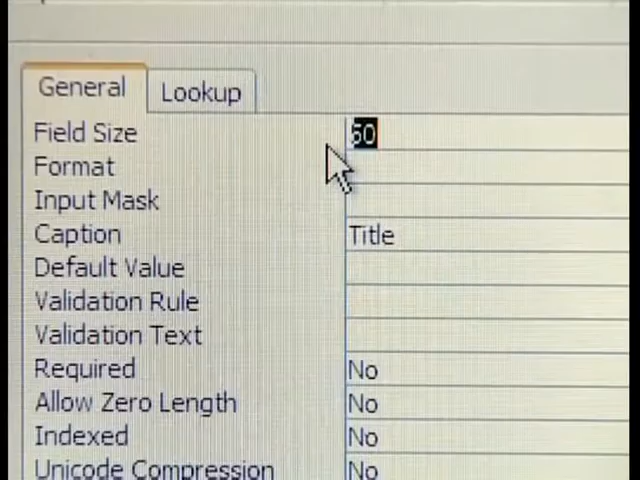 General Lookup
Field Size 50
Format
Input Mask
Caption Title
Default Value
Validation Rule
Validation Text
Required No
Allow Zero Length No
Indexed No
Unicode Compression No